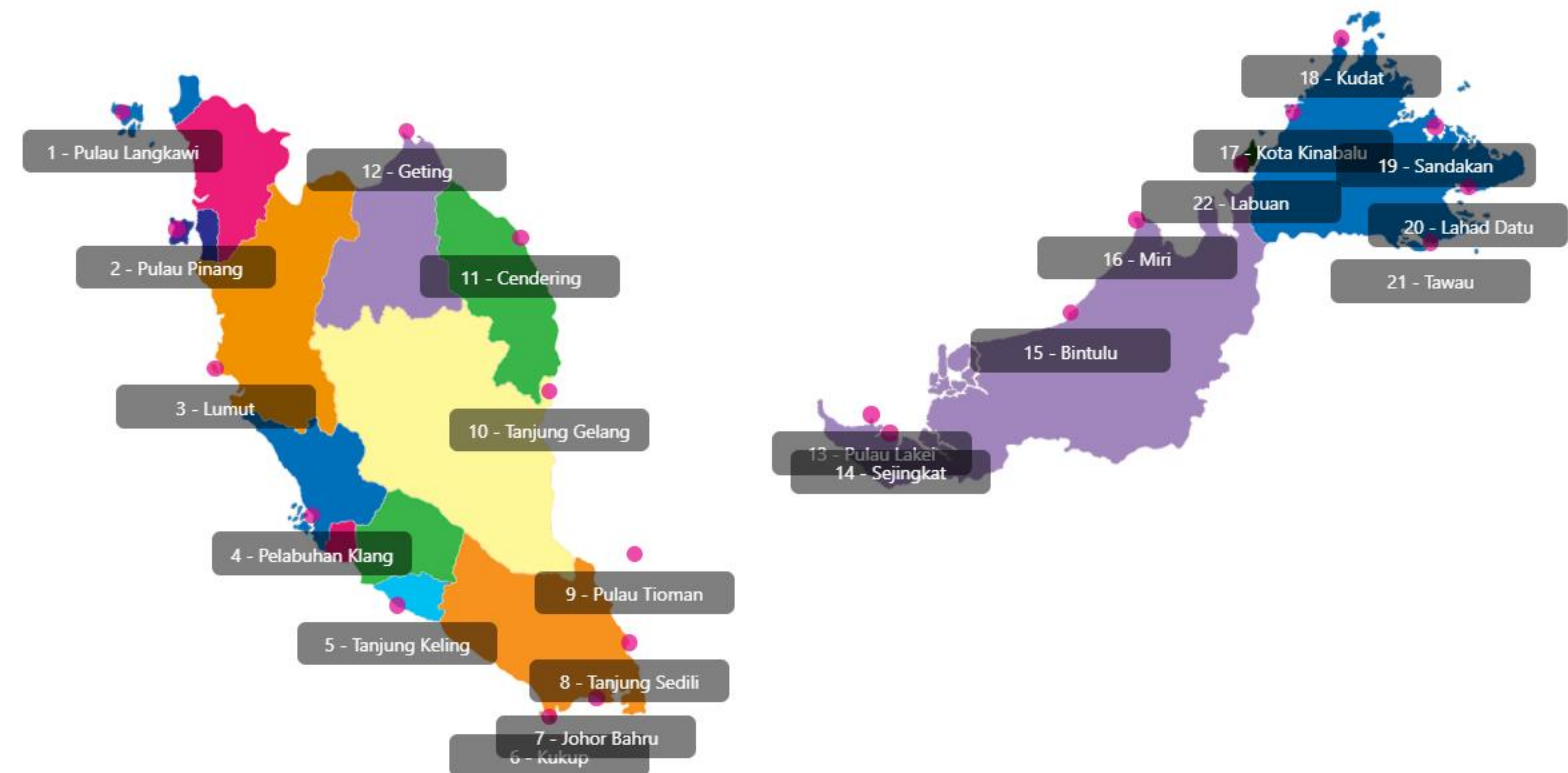 1 - Pulau Langkawi
2 - Pulau Pinang
3 - Lumut
4 - Pelabuhan Klang
5 - Tanjung Keling
6 - Kukup
7 - Johor Bahru
8 - Tanjung Sedili
9 - Pulau Tioman
10 - Tanjung Gelang
11 - Cendering
12 - Geting
13 - Pulau Lakei
14 - Sejingkat
15 - Bintulu
16 - Miri
17 - Kota Kinabalu
18 - Kudat
19 - Sandakan
20 - Lahad Datu
21 - Tawau
22 - Labuan